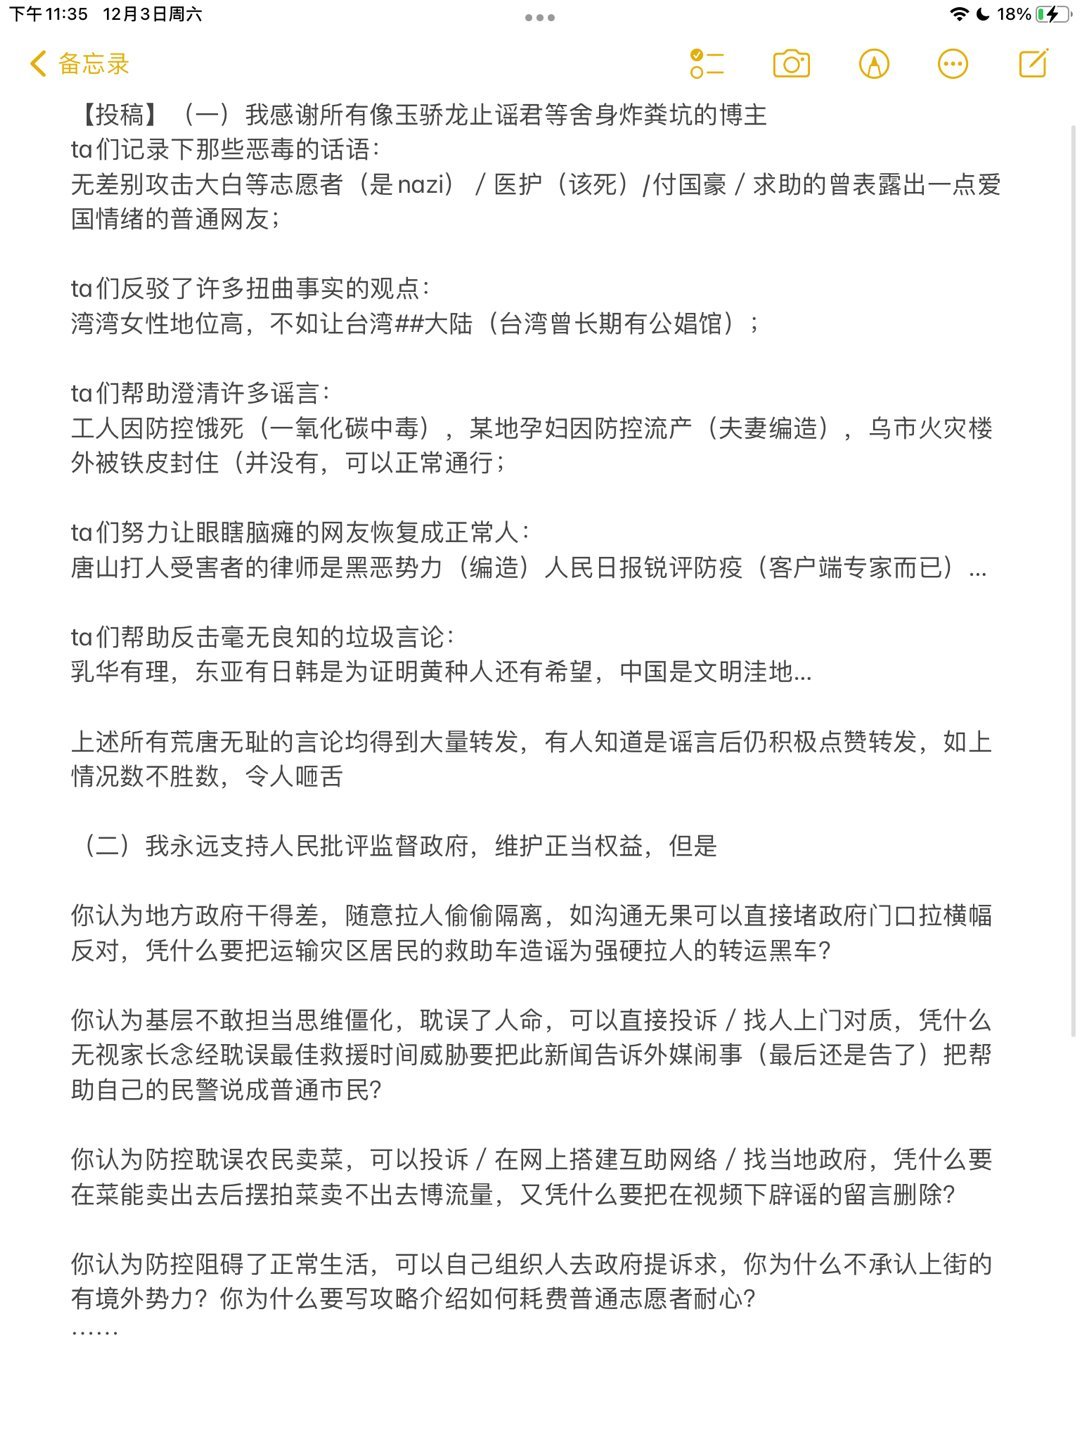 下午11:35 12月3日周六
18%
备忘录
【投稿】（一）我感谢所有像玉骄龙止谣君等舍身炸粪坑的博主
ta们记录下那些恶毒的话语：
无差别攻击大白等志愿者（是nazi）/ 医护（该死）/付国豪 / 求助的曾表露出一点爱
国情绪的普通网友；
ta们反驳了许多扭曲事实的观点：
湾湾女性地位高，不如让台湾##大陆（台湾曾长期有公娼馆）；
ta们帮助澄清许多谣言：
工人因防控饿死（一氧化碳中毒），某地孕妇因防控流产（夫妻编造），乌市火灾楼
外被铁皮封住（并没有，可以正常通行；
ta们努力让眼瞎脑瘫的网友恢复成正常人：
唐山打人受害者的律师是黑恶势力（编造）人民日报锐评防疫（客户端专家而已）...
ta们帮助反击毫无良知的垃圾言论：
乳华有理，东亚有日韩是为证明黄种人还有希望，中国是文明洼地...
上述所有荒唐无耻的言论均得到大量转发，有人知道是谣言后仍积极点赞转发，如上
情况数不胜数，令人咂舌
（二）我永远支持人民批评监督政府，维护正当权益，但是
你认为地方政府干得差，随意拉人偷偷隔离，如沟通无果可以直接堵政府门口拉横幅
反对，凭什么要把运输灾区居民的救助车造谣为强硬拉人的转运黑车？
你认为基层不敢担当思维僵化，耽误了人命，可以直接投诉 / 找人上门对质，凭什么
无视家长念经耽误最佳救援时间威胁要把此新闻告诉外媒闹事（最后还是告了）把帮
助自己的民警说成普通市民？
你认为防控耽误农民卖菜，可以投诉 / 在网上搭建互助网络 / 找当地政府，凭什么要
在菜能卖出去后摆拍菜卖不出去博流量，又凭什么要把在视频下辟谣的留言删除？
你认为防控阻碍了正常生活，可以自己组织人去政府提诉求，你为什么不承认上街的
有境外势力？你为什么要写攻略介绍如何耗费普通志愿者耐心？
……